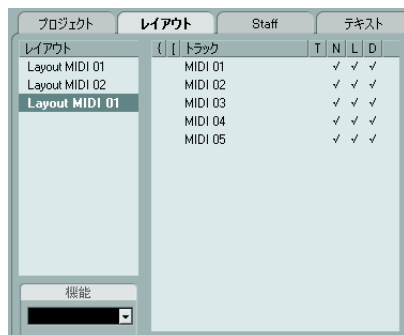 プロジェクト レイアウト Staff テキスト
レイアウト
Layout MIDI 01
Layout MIDI 02
Layout MIDI 01
{ [ トラック T N L D
MIDI 01 √ √ √
MIDI 02 √ √ √
MIDI 03 √ √ √
MIDI 04 √ √ √
MIDI 05 √ √ √
機能